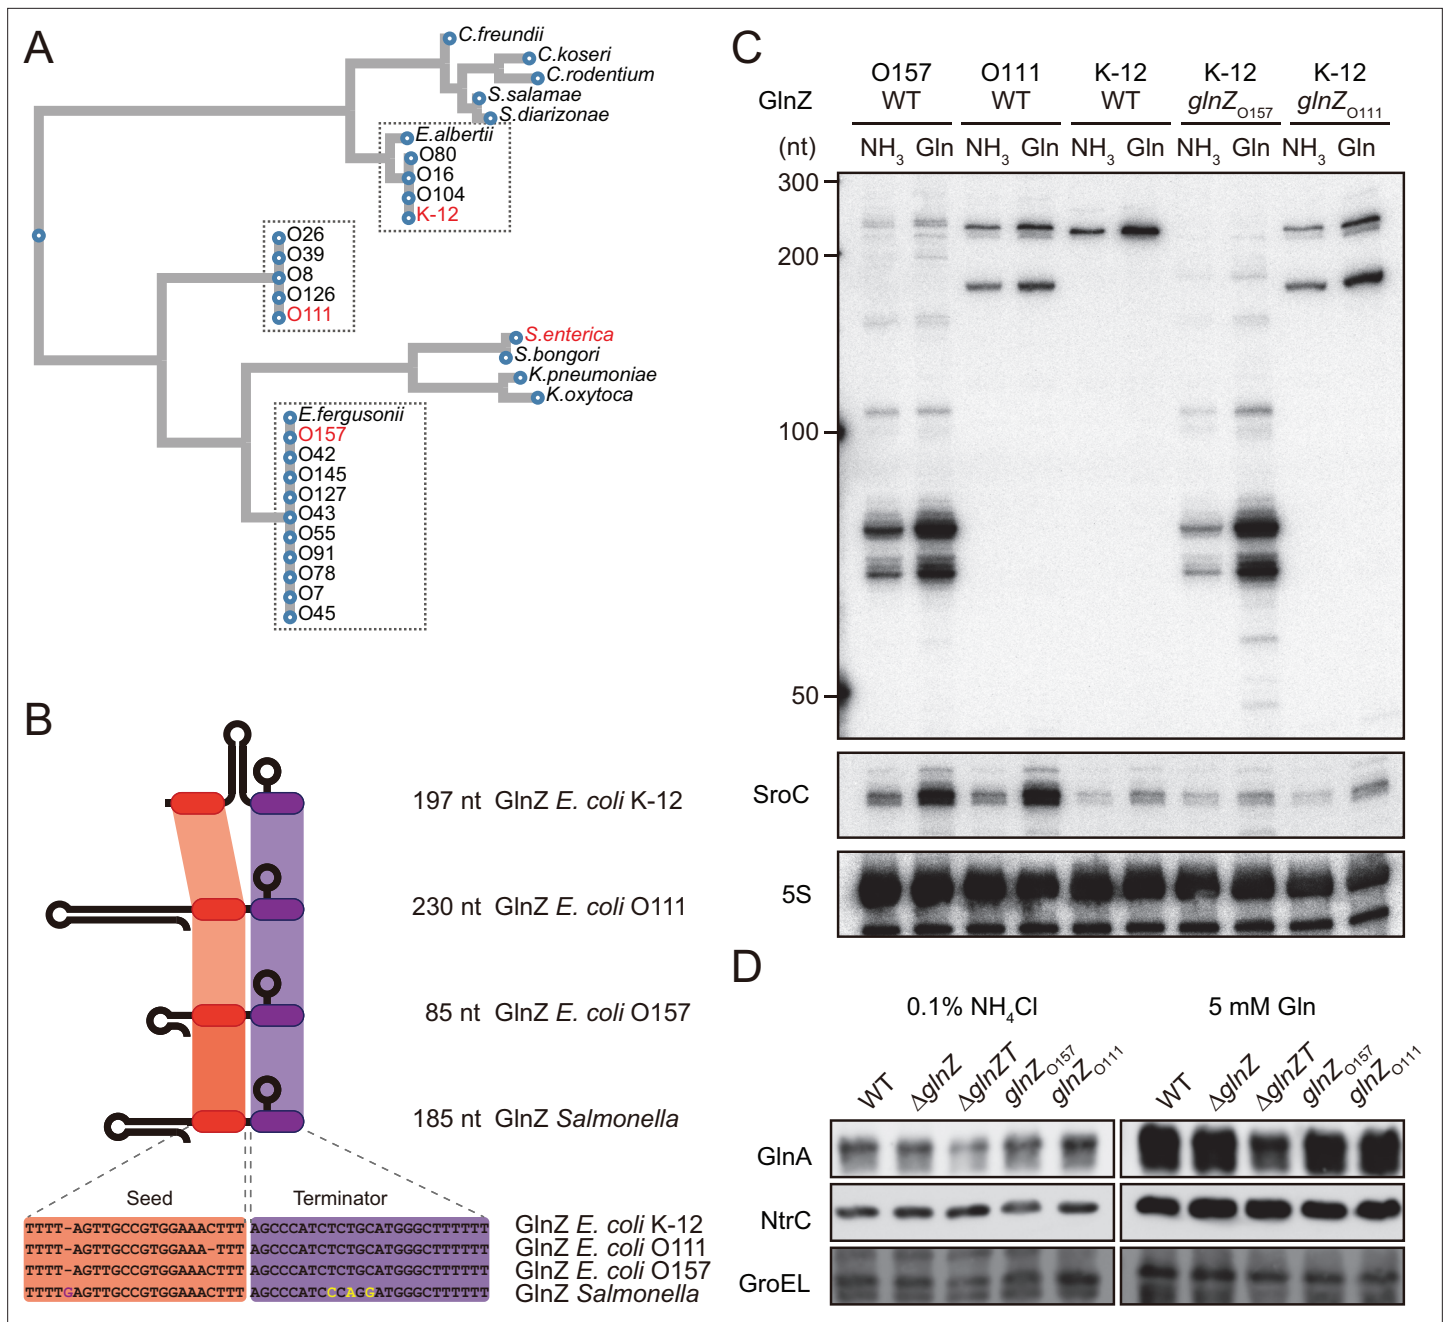 A
C.freundii
C.koseri
C.rodentium
S.salamae
S.diarizonae
E.albertii
O80
O16
O104
K-12
O26
O39
O8
O126
O111
S.enterica
S.bongori
K.pneumoniae
K.oxytoca
E.fergusonii
O157
O42
O145
O127
O43
O55
O91
O78
O7
O45
B
197 nt GlnZ E. coli K-12
230 nt GlnZ E. coli O111
85 nt GlnZ E. coli O157
185 nt GlnZ Salmonella
Seed Terminator
TTTT-AGTTGCCGTGGAAACTTT AGCCCATCTCTGCATGGGCTTTTTT GlnZ E. coli K-12
TTTT-AGTTGCCGTGGAAA-TTT AGCCCATCTCTGCATGGGCTTTTTT GlnZ E. coli O111
TTTT-AGTTGCCGTGGAAACTTT AGCCCATCTCTGCATGGGCTTTTTT GlnZ E. coli O157
TTTTGAGTTGCCGTGGAAACTTT AGCCCATCCCAGGATGGGCTTTTTT GlnZ Salmonella
C
O157 O111 K-12 K-12 K-12
GlnZ WT WT WT glnZO157 glnZO111
(nt) NH3 Gln NH3 Gln NH3 Gln NH3 Gln NH3 Gln
300
200
100
50
SroC
5S
D
0.1% NH4Cl 5 mM Gln
WT ΔglnZ ΔglnZT glnZO157 glnZO111 WT ΔglnZ ΔglnZT glnZO157 glnZO111
GlnA
NtrC
GroEL